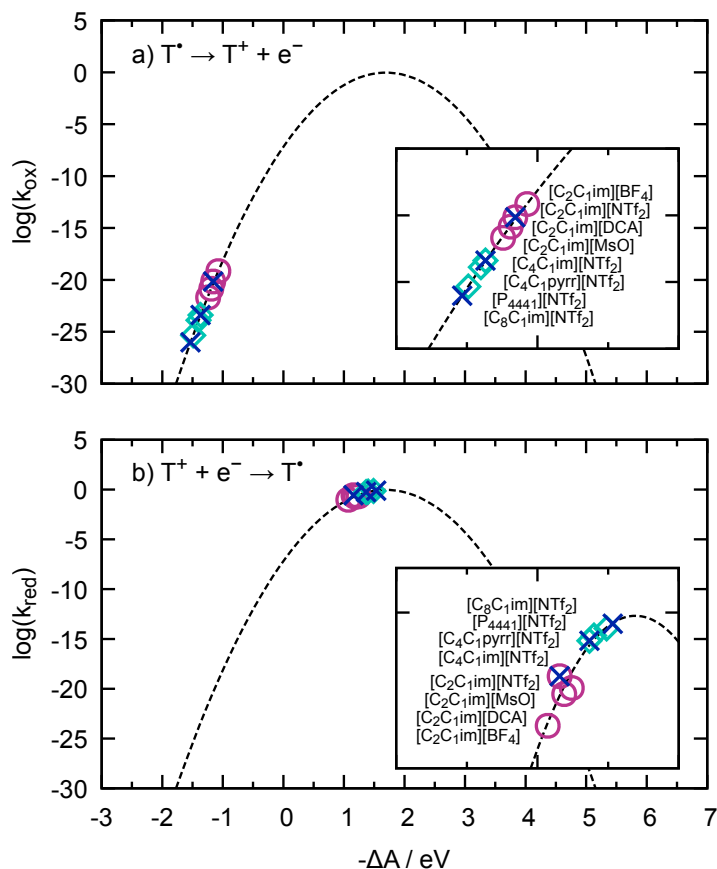 a) T• → T⁺ + e⁻
log(kₒₓ)
5
0
-5
-10
-15
-20
-25
-30
[C₂C₁im][BF₄]
[C₂C₁im][NTf₂]
[C₂C₁im][DCA]
[C₂C₁im][MsO]
[C₄C₁im][NTf₂]
[C₄C₁pyrr][NTf₂]
[P₄₄₄₁][NTf₂]
[C₈C₁im][NTf₂]
b) T⁺ + e⁻ → T•
log(k_red)
5
0
-5
-10
-15
-20
-25
-30
[C₈C₁im][NTf₂]
[P₄₄₄₁][NTf₂]
[C₄C₁pyrr][NTf₂]
[C₄C₁im][NTf₂]
[C₂C₁im][NTf₂]
[C₂C₁im][MsO]
[C₂C₁im][DCA]
[C₂C₁im][BF₄]
-3 -2 -1 0 1 2 3 4 5 6 7
-ΔA / eV